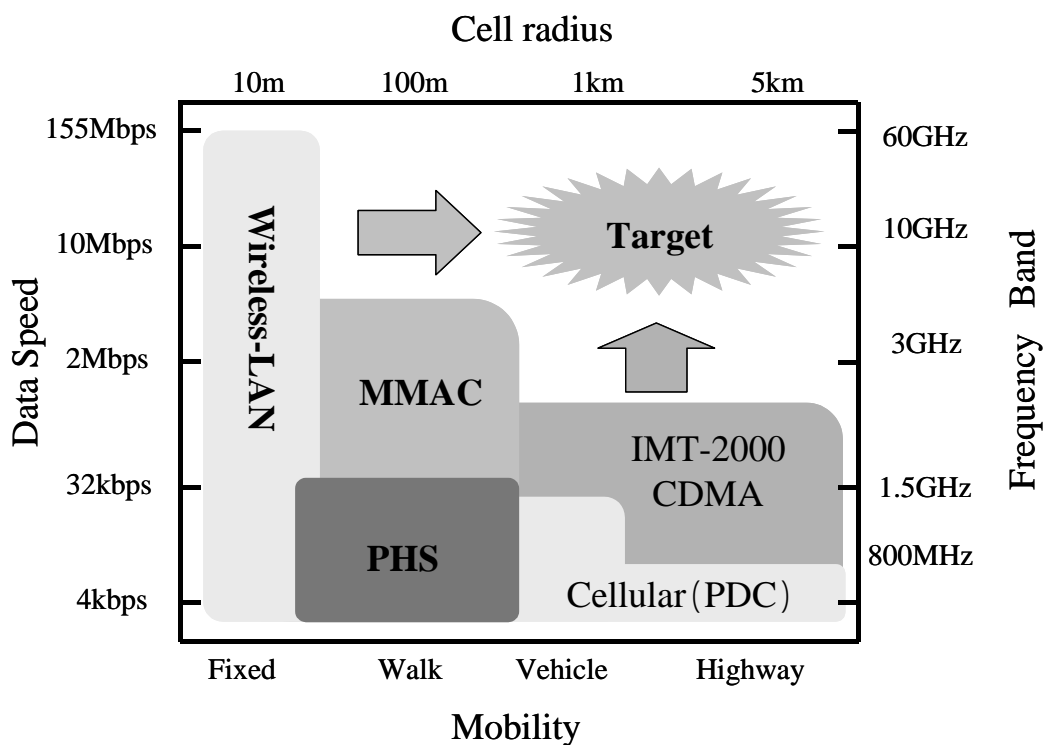 Cell radius
10m 100m 1km 5km
155Mbps
60GHz
Wireless-LAN
Target
10Mbps
10GHz
Data Speed
Frequency Band
2Mbps
3GHz
MMAC
IMT-2000
CDMA
32kbps
1.5GHz
PHS
800MHz
4kbps
Cellular(PDC)
Fixed Walk Vehicle Highway
Mobility